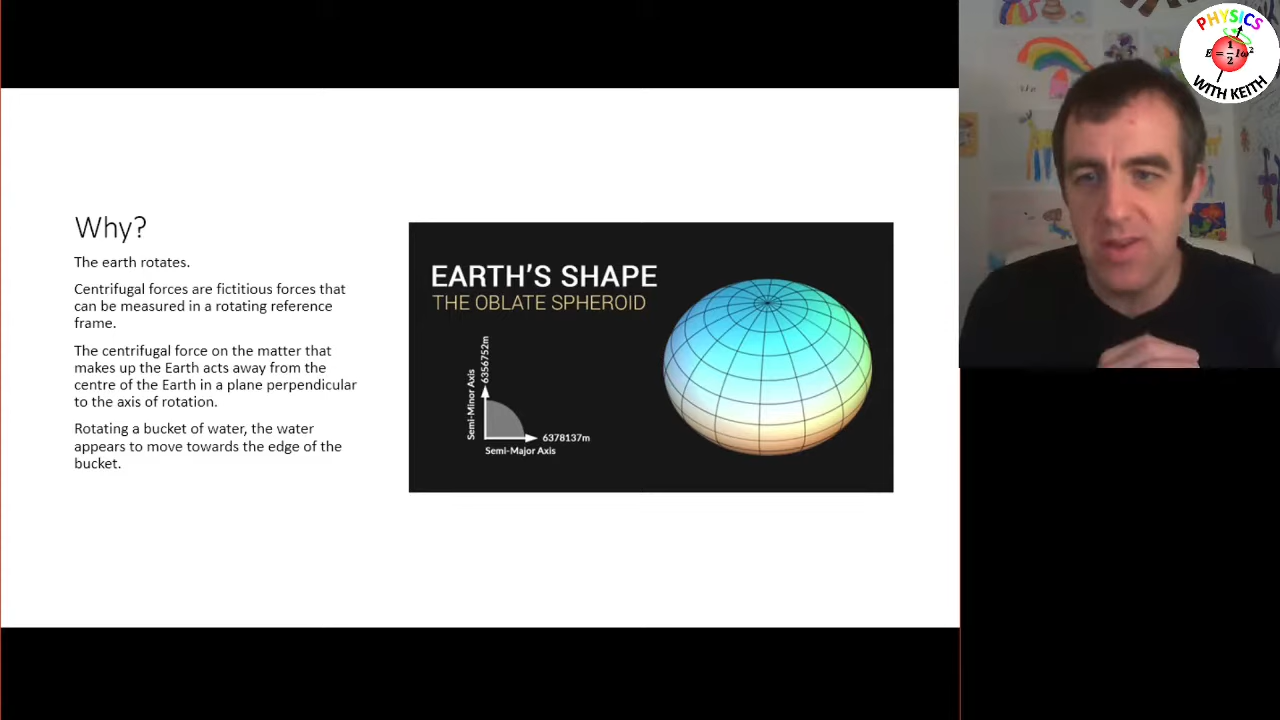 Why?
The earth rotates.
Centrifugal forces are fictitious forces that
can be measured in a rotating reference
frame.
The centrifugal force on the matter that
makes up the Earth acts away from the
centre of the Earth in a plane perpendicular
to the axis of rotation.
Rotating a bucket of water, the water
appears to move towards the edge of the
bucket.
EARTH'S SHAPE
THE OBLATE SPHEROID
Semi-Minor Axis
6356752m
6378137m
Semi-Major Axis
PHYSICS
E = 1/2 Iω²
WITH KEITH